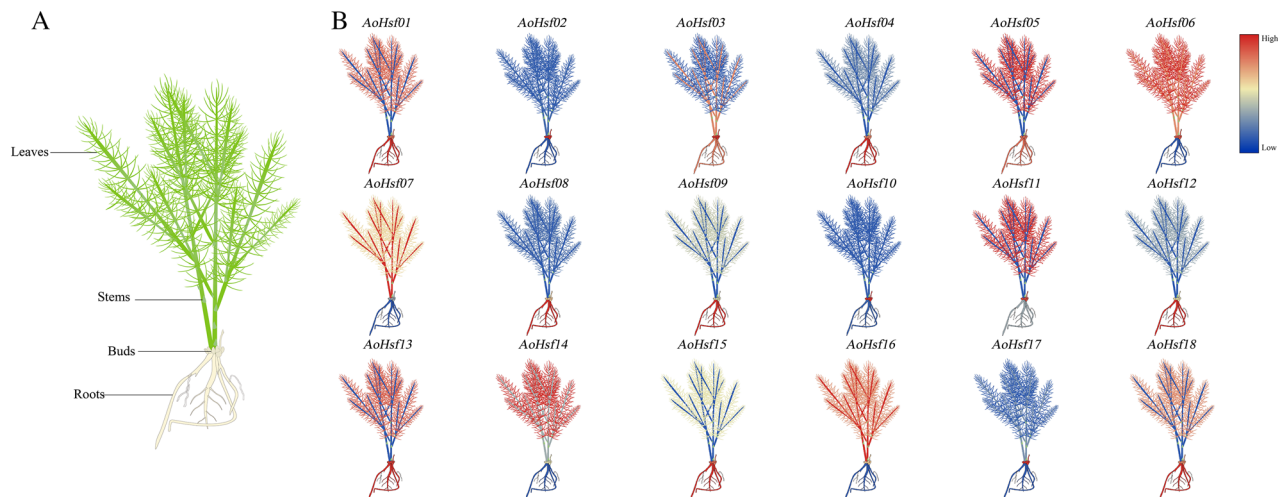 A
B
AoHsf01
AoHsf02
AoHsf03
AoHsf04
AoHsf05
AoHsf06
High
Low
Leaves
Stems
Buds
Roots
AoHsf07
AoHsf08
AoHsf09
AoHsf10
AoHsf11
AoHsf12
AoHsf13
AoHsf14
AoHsf15
AoHsf16
AoHsf17
AoHsf18